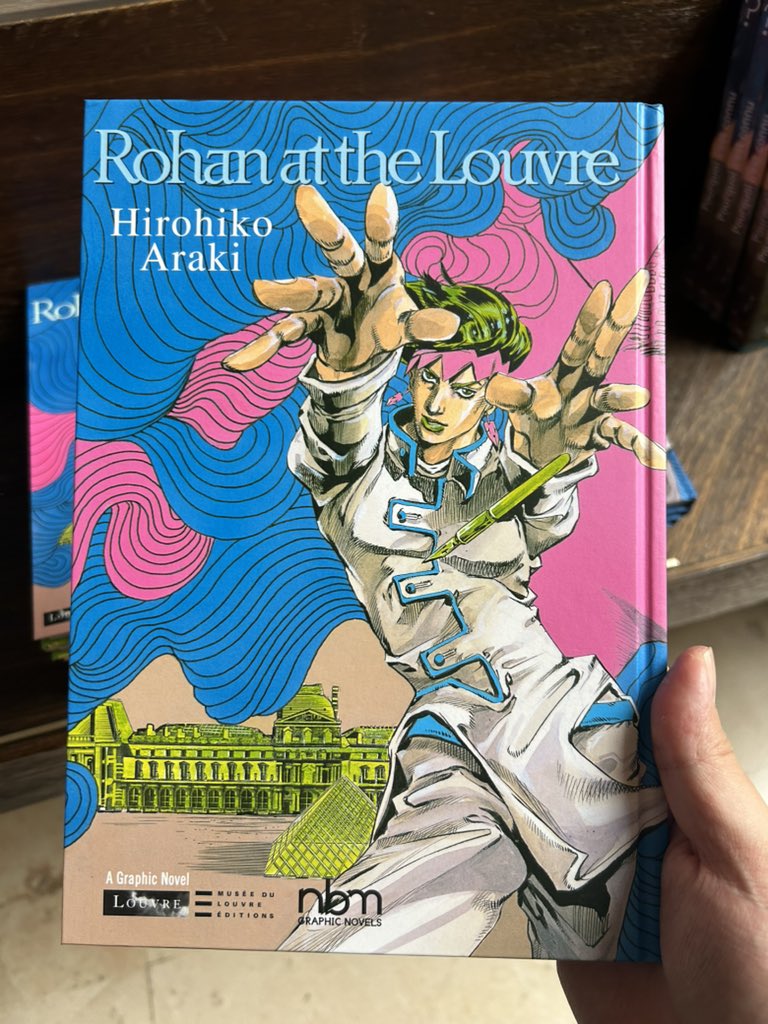 Rohan at the Louvre
Hirohiko
Araki
A Graphic Novel
LOUVRE
MUSÉE DU
LOUVRE
ÉDITIONS
nbm
GRAPHIC NOVELS